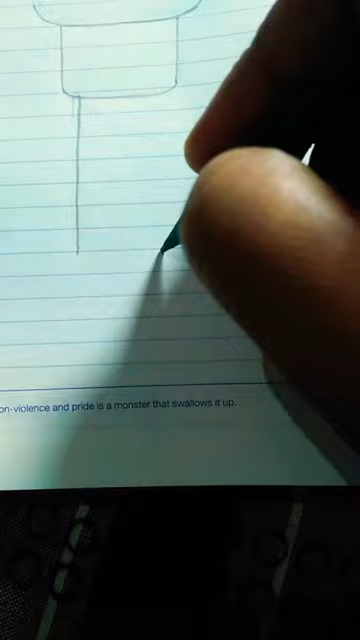 on-violence and pride is a monster that swallows it up.